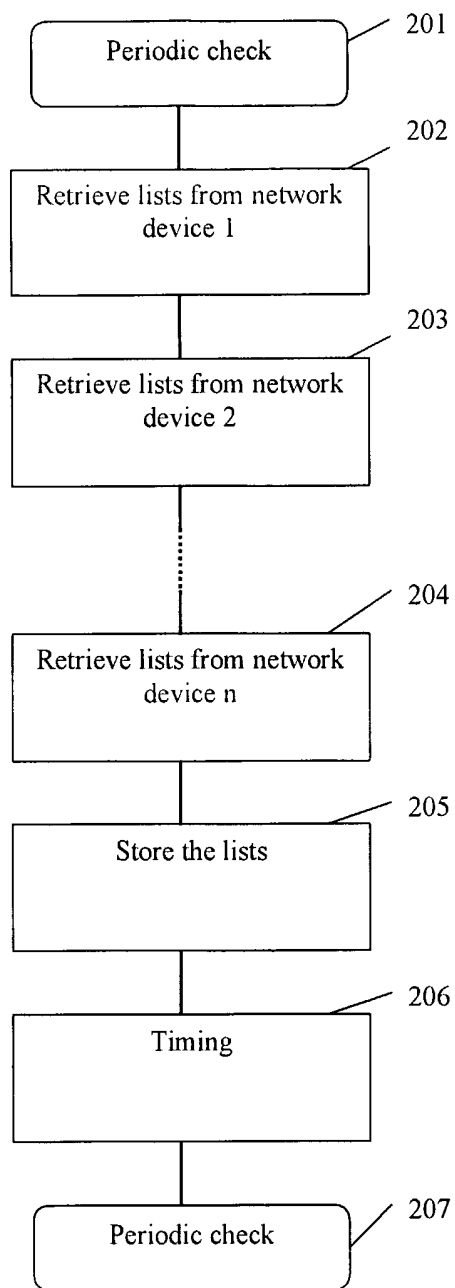 201
Periodic check
202
Retrieve lists from network
device 1
203
Retrieve lists from network
device 2
204
Retrieve lists from network
device n
205
Store the lists
206
Timing
207
Periodic check